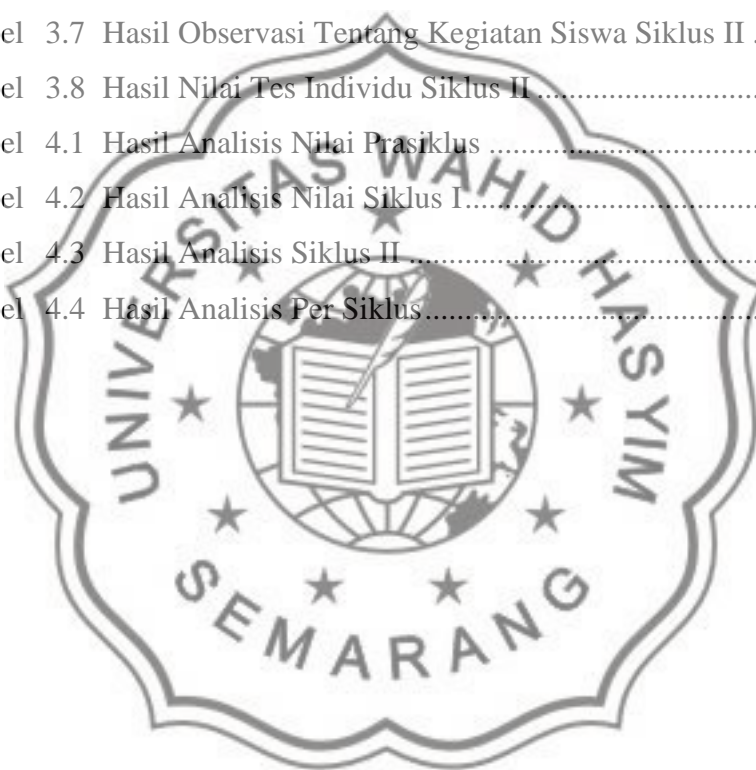 el 3.7 Hasil Observasi Tentang Kegiatan Siswa Siklus II .
el 3.8 Hasil Nilai Tes Individu Siklus II ............................
el 4.1 Hasil Analisis Nilai Prasiklus ...................................
el 4.2 Hasil Analisis Nilai Siklus I......................................
el 4.3 Hasil Analisis Siklus II .............................................
el 4.4 Hasil Analisis Per Siklus...........................................
UNIVERSITAS WAHID HASYIM
SEMARANG